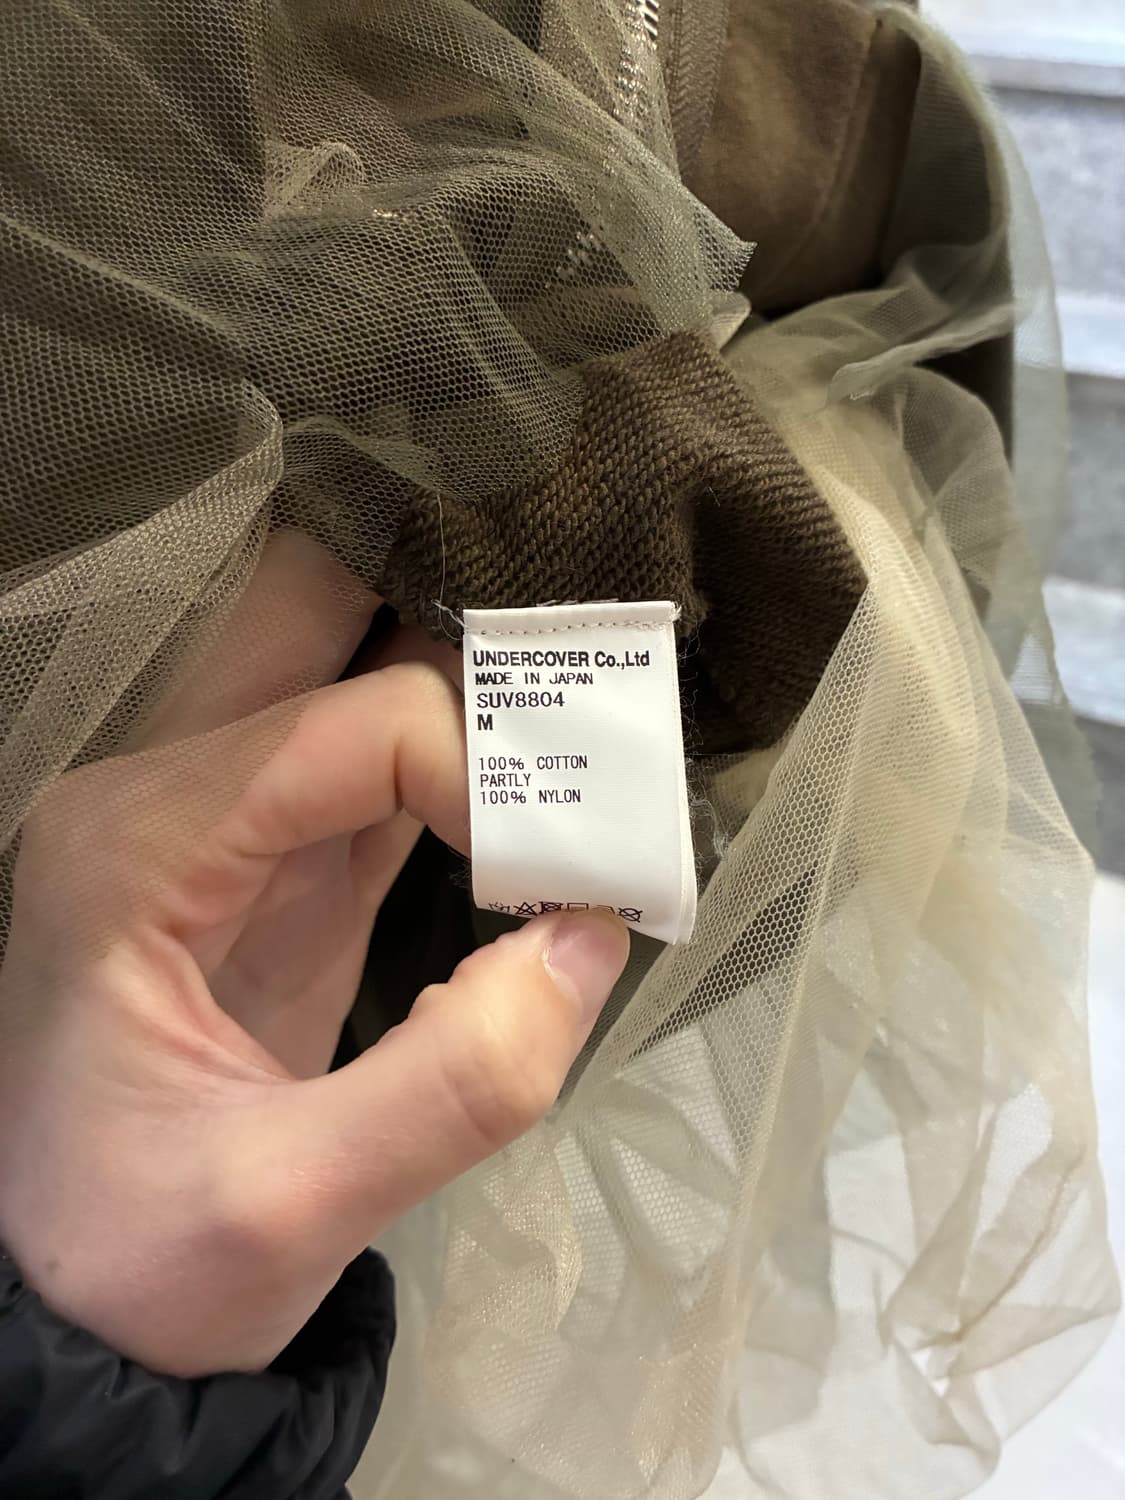 UNDERCOVER Co.,Ltd
MADE IN JAPAN
SUV8804
M
100% COTTON
PARTLY
100% NYLON